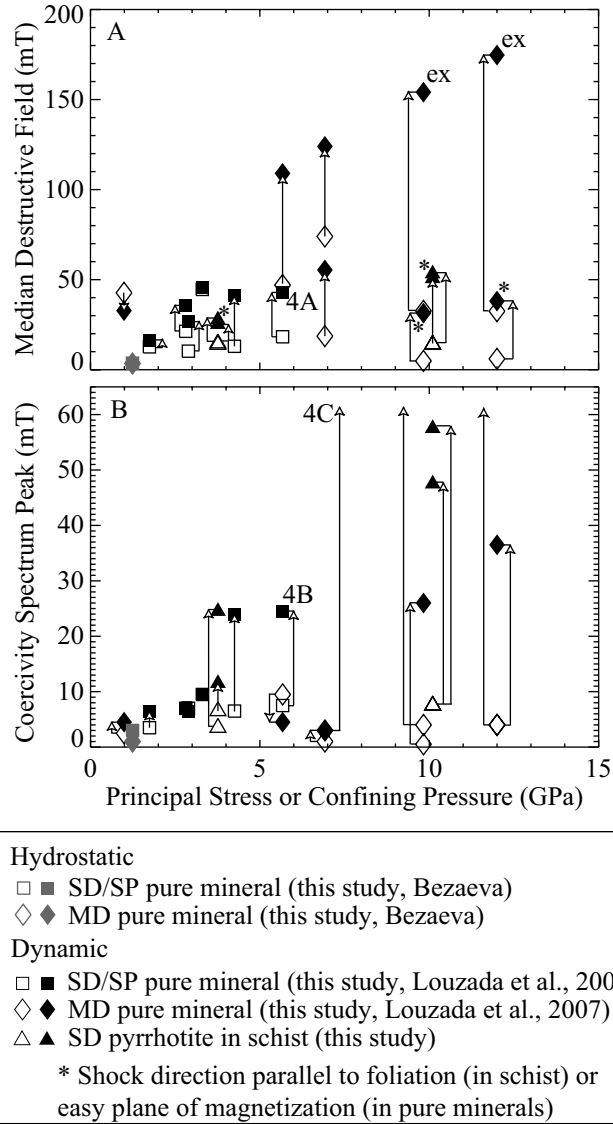 A
Median Destructive Field (mT)
200
150
100
50
0
ex
ex
4A
*
*
*
*
B
Coercivity Spectrum Peak (mT)
60
50
40
30
20
10
0
4C
4B
0 5 10 15
Principal Stress or Confining Pressure (GPa)
Hydrostatic
SD/SP pure mineral (this study, Bezaeva)
MD pure mineral (this study, Bezaeva)
Dynamic
SD/SP pure mineral (this study, Louzada et al., 200
MD pure mineral (this study, Louzada et al., 2007)
SD pyrrhotite in schist (this study)
* Shock direction parallel to foliation (in schist) or
easy plane of magnetization (in pure minerals)